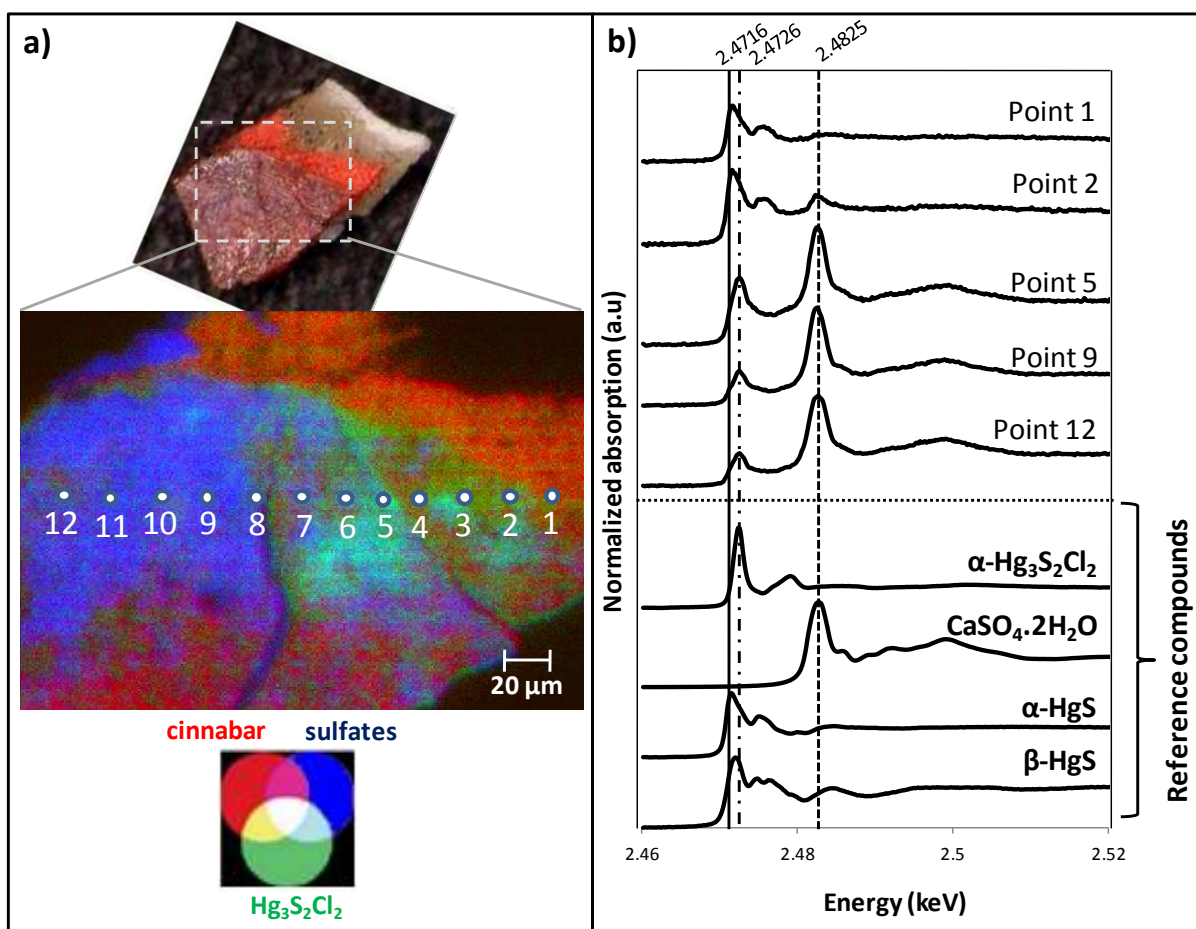 a)
12 11 10 9 8 7 6 5 4 3 2 1
20 µm
cinnabar sulfates
Hg₃S₂Cl₂
b)
2.4716
2.4726
2.4825
Point 1
Point 2
Point 5
Point 9
Point 12
α-Hg₃S₂Cl₂
CaSO₄.2H₂O
α-HgS
β-HgS
Reference compounds
Normalized absorption (a.u)
2.46 2.48 2.5 2.52
Energy (keV)